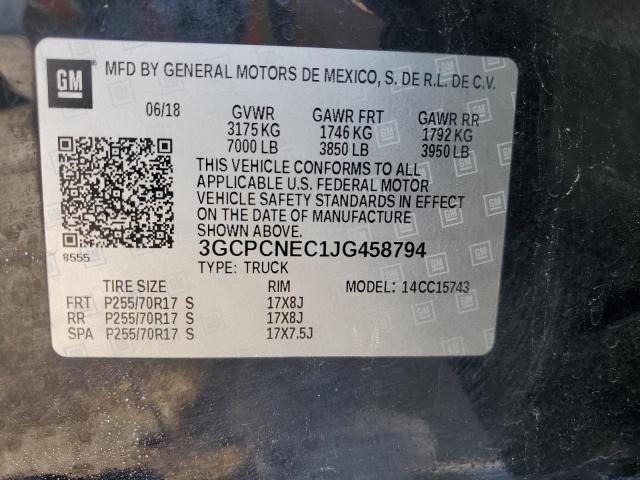 GM
MFD BY GENERAL MOTORS DE MEXICO, S. DE R.L. DE C.V.
06/18 GVWR GAWR FRT GAWR RR
3175 KG 1746 KG 1792 KG
7000 LB 3850 LB 3950 LB
THIS VEHICLE CONFORMS TO ALL
APPLICABLE U.S. FEDERAL MOTOR
VEHICLE SAFETY STANDARDS IN EFFECT
ON THE DATE OF MANUFACTURE
SHOWN ABOVE.
8555 3GCPCNEC1JG458794
TYPE: TRUCK
TIRE SIZE RIM MODEL: 14CC15743
FRT P255/70R17 S 17X8J
RR P255/70R17 S 17X8J
SPA P255/70R17 S 17X7.5J